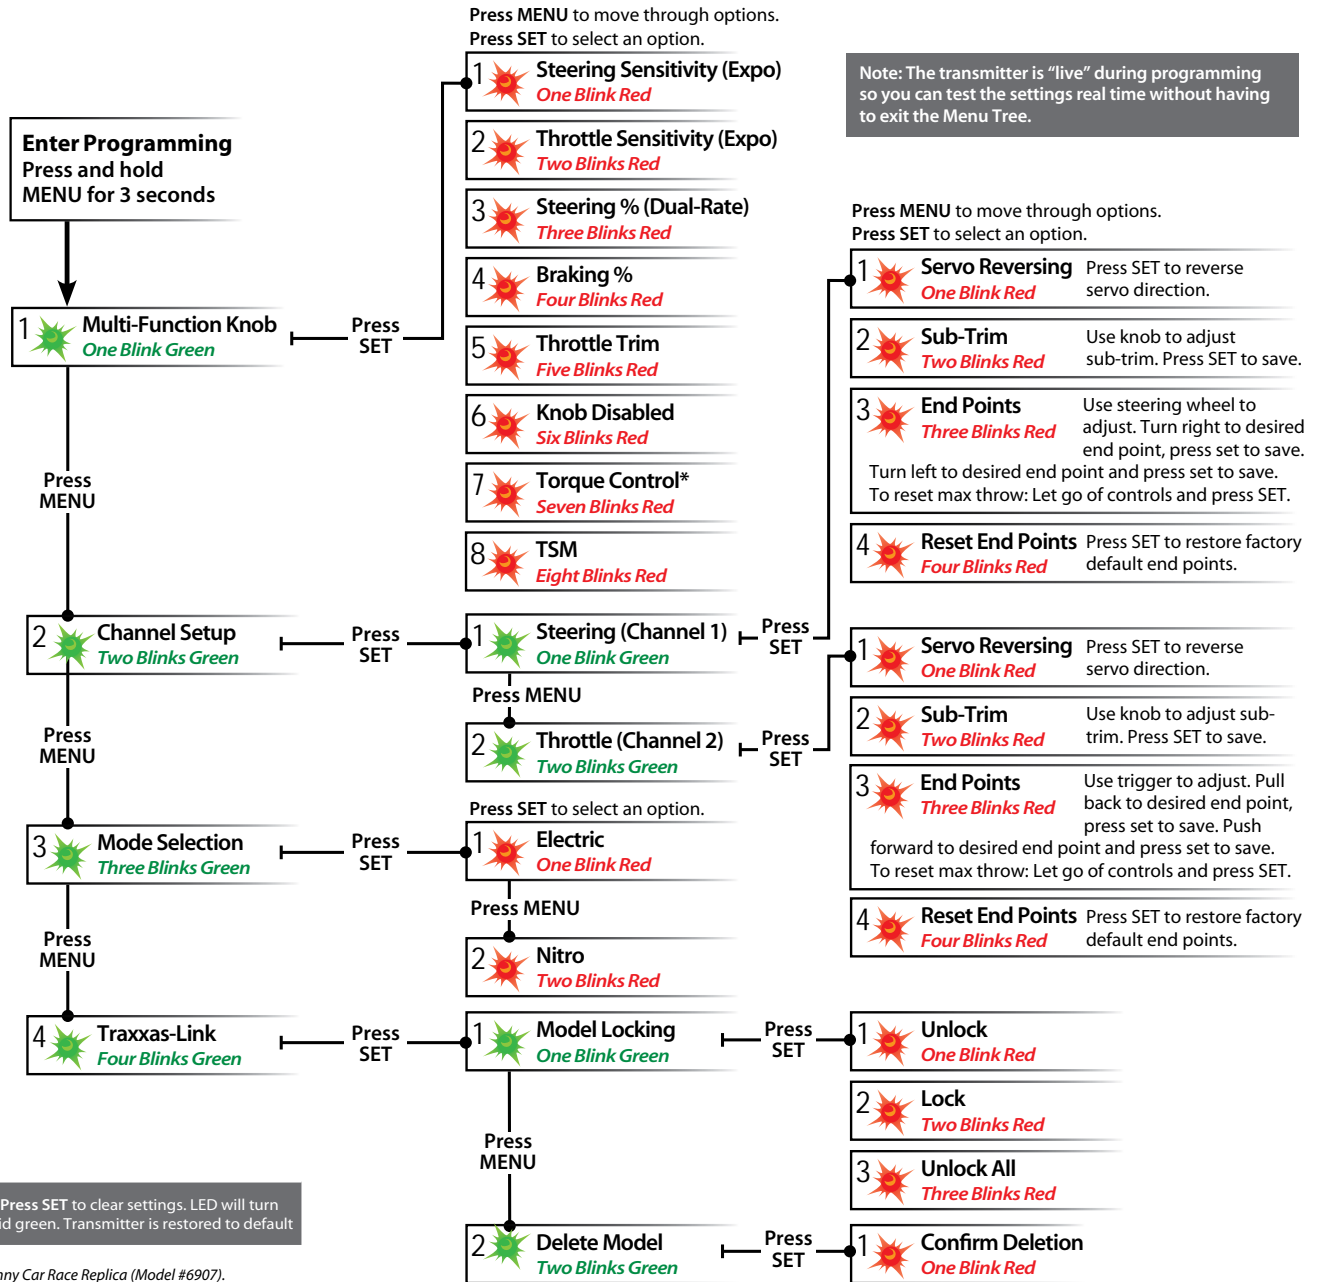 Press MENU to move through options.
Press SET to select an option.
1 Steering Sensitivity (Expo)
One Blink Red
2 Throttle Sensitivity (Expo)
Two Blinks Red
3 Steering % (Dual-Rate)
Three Blinks Red
4 Braking %
Four Blinks Red
5 Throttle Trim
Five Blinks Red
6 Knob Disabled
Six Blinks Red
7 Torque Control*
Seven Blinks Red
8 TSM
Eight Blinks Red
Note: The transmitter is “live” during programming
so you can test the settings real time without having
to exit the Menu Tree.
Enter Programming
Press and hold
MENU for 3 seconds
1 Multi-Function Knob
One Blink Green
Press
SET
Press
MENU
2 Channel Setup
Two Blinks Green
Press
SET
1 Steering (Channel 1)
One Blink Green
Press
SET
Press MENU
2 Throttle (Channel 2)
Two Blinks Green
Press
SET
Press MENU to move through options.
Press SET to select an option.
1 Servo Reversing Press SET to reverse
One Blink Red servo direction.
2 Sub-Trim Use knob to adjust
Two Blinks Red sub-trim. Press SET to save.
3 End Points Use steering wheel to
Three Blinks Red adjust. Turn right to desired
end point, press set to save.
Turn left to desired end point and press set to save.
To reset max throw: Let go of controls and press SET.
4 Reset End Points Press SET to restore factory
Four Blinks Red default end points.
1 Servo Reversing Press SET to reverse
One Blink Red servo direction.
2 Sub-Trim Use knob to adjust sub-
Two Blinks Red trim. Press SET to save.
3 End Points Use trigger to adjust. Pull
Three Blinks Red back to desired end point,
press set to save. Push
forward to desired end point and press set to save.
To reset max throw: Let go of controls and press SET.
4 Reset End Points Press SET to restore factory
Four Blinks Red default end points.
Press
MENU
3 Mode Selection
Three Blinks Green
Press
SET
Press SET to select an option.
1 Electric
One Blink Red
Press MENU
2 Nitro
Two Blinks Red
Press
MENU
4 Traxxas-Link
Four Blinks Green
Press
SET
1 Model Locking
One Blink Green
Press
SET
1 Unlock
One Blink Red
2 Lock
Two Blinks Red
3 Unlock All
Three Blinks Red
Press
MENU
2 Delete Model
Two Blinks Green
Press
SET
1 Confirm Deletion
One Blink Red
Press SET to clear settings. LED will turn
id green. Transmitter is restored to default
nny Car Race Replica (Model #6907).